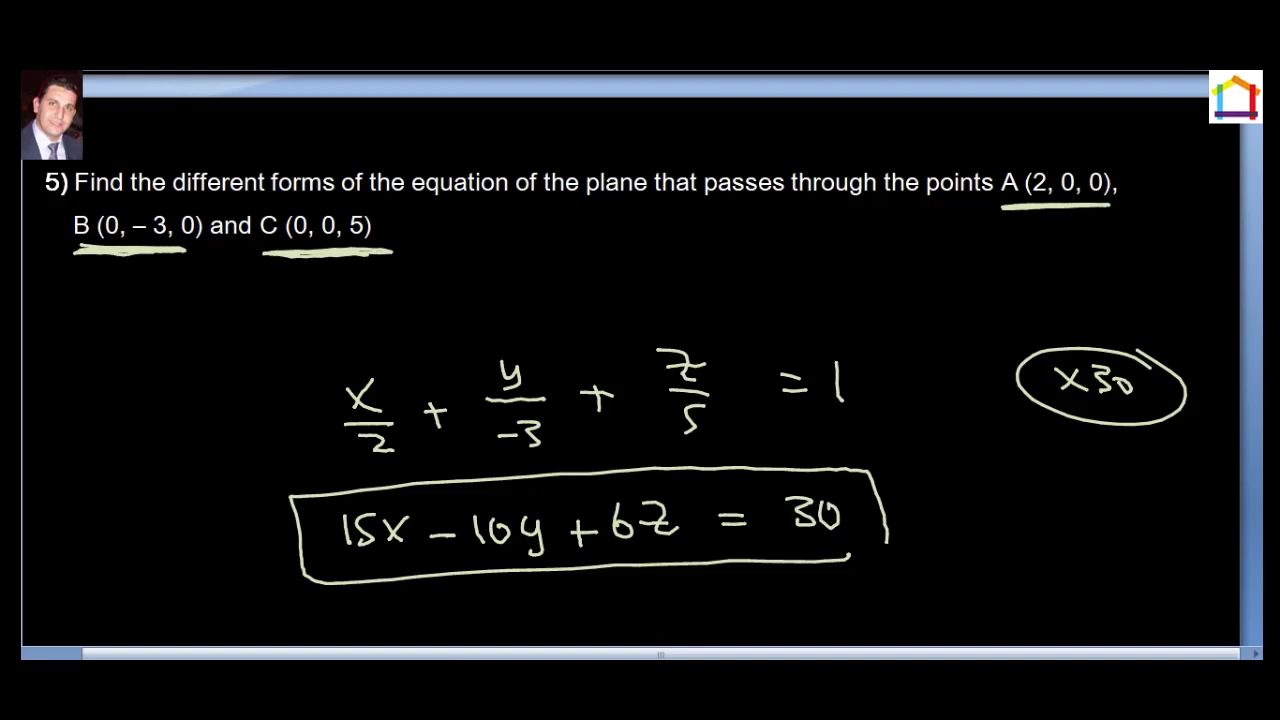 5) Find the different forms of the equation of the plane that passes through the points A (2, 0, 0),
B (0, – 3, 0) and C (0, 0, 5)
x/2 + y/-3 + z/5 = 1
×30
15x - 10y + 6z = 30